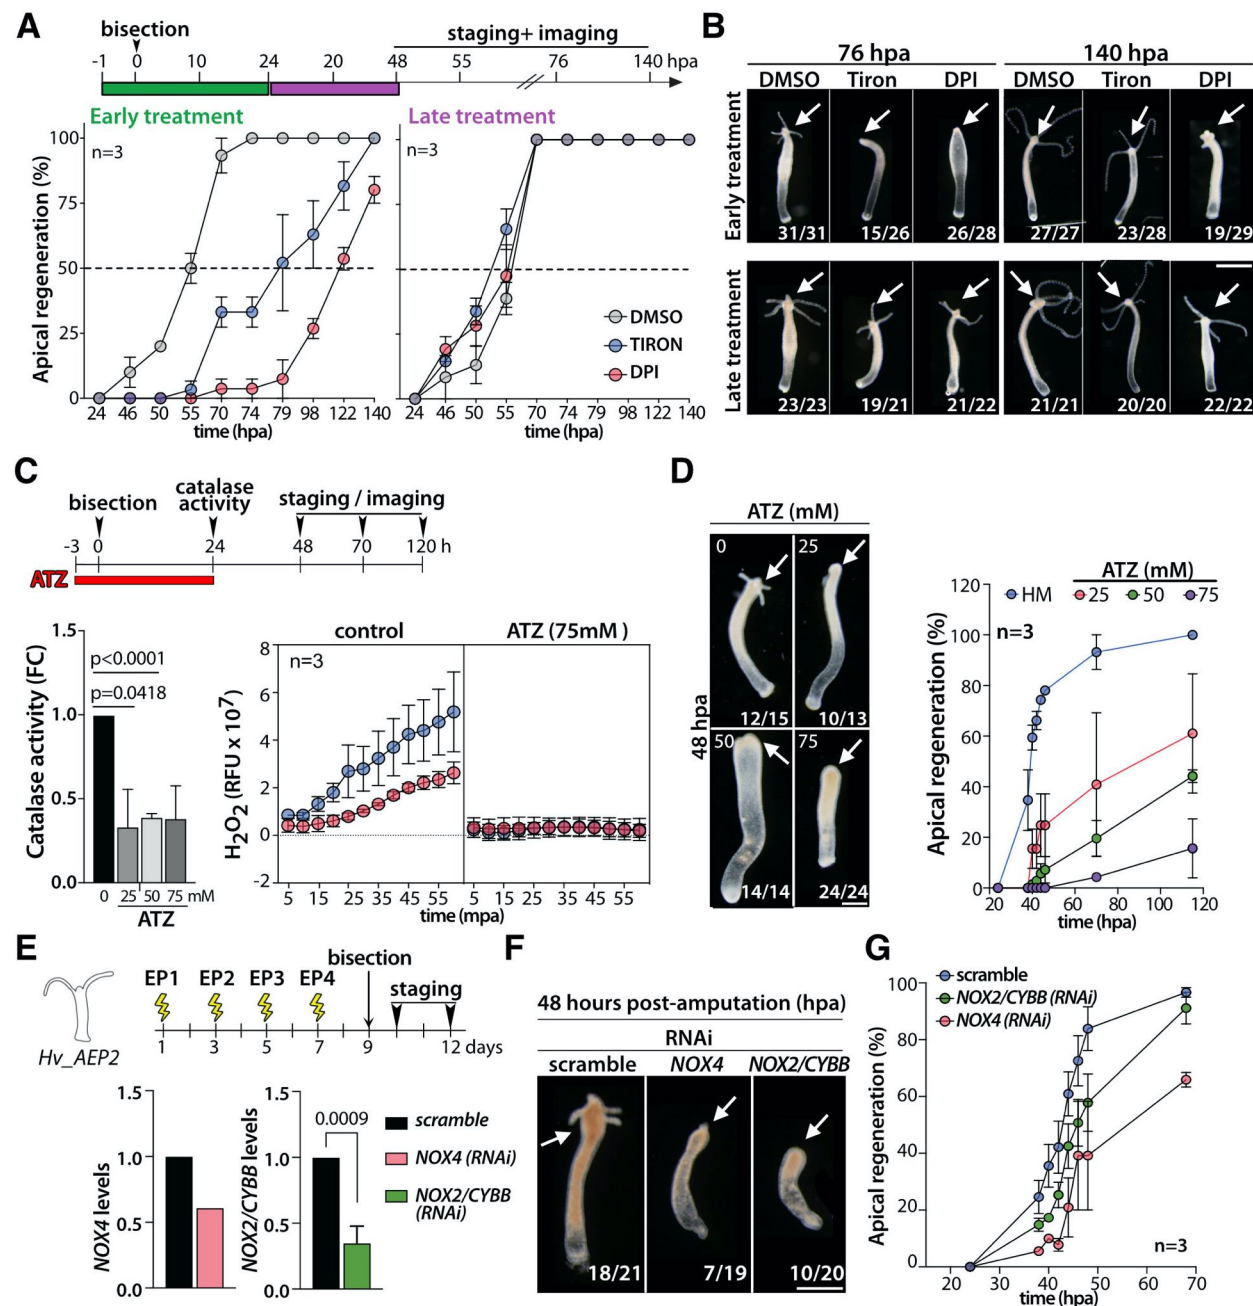 A
bisection
staging+ imaging
-1 0 10 24 20 48 55 76 140 hpa
Early treatment
Late treatment
Apical regeneration (%)
100
75
50
25
0
n=3
n=3
DMSO
TIRON
DPI
24 46 50 55 70 74 79 98 122 140
time (hpa)
24 46 50 55 70 74 79 98 122 140
time (hpa)
B
76 hpa 140 hpa
DMSO Tiron DPI DMSO Tiron DPI
Early treatment
31/31 15/26 26/28 27/27 23/28 19/29
Late treatment
23/23 19/21 21/22 21/21 20/20 22/22
C
bisection
catalase
activity
staging / imaging
-3 0 24 48 70 120 h
ATZ
Catalase activity (FC)
1.5
1.0
0.5
0.0
p<0.0001
p=0.0418
0 25 50 75 mM
ATZ
control ATZ (75mM )
n=3
H2O2 (RFU x 10⁷)
8
6
4
2
0
-2
5 15 25 35 45 55 5 15 25 35 45 55
time (mpa)
D
ATZ (mM)
48 hpa
0 25
12/15 10/13
50 75
14/14 24/24
ATZ (mM)
HM 25 50 75
n=3
Apical regeneration (%)
120
100
80
60
40
20
0
20 40 60 80 100 120
time (hpa)
E
Hv_AEP2
bisection
EP1 EP2 EP3 EP4
staging
1 3 5 7 9 12 days
NOX4 levels
1.5
1.0
0.5
0.0
NOX2/CYBB levels
1.5
1.0
0.5
0.0
0.0009
scramble
NOX4 (RNAi)
NOX2/CYBB
(RNAi)
F
48 hours post-amputation (hpa)
RNAi
scramble NOX4 NOX2/CYBB
18/21 7/19 10/20
G
scramble
NOX2/CYBB (RNAi)
NOX4 (RNAi)
Apical regeneration (%)
100
80
60
40
20
0
n=3
20 30 40 50 60 70
time (hpa)